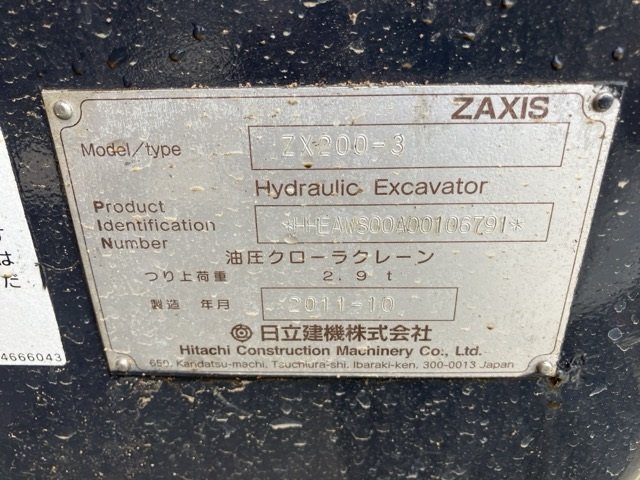 ZAXIS
Model/type ZX200-3
Hydraulic Excavator
Product
Identification *HHEAWS00A00106791*
Number
油圧クローラクレーン
つり上荷重 2.9 t
製造 年月 2011-10
日立建機株式会社
Hitachi Construction Machinery Co., Ltd.
650, Kandatsu-machi, Tsuchiura-shi, Ibaraki-ken, 300-0013 Japan
は
だ
4666043